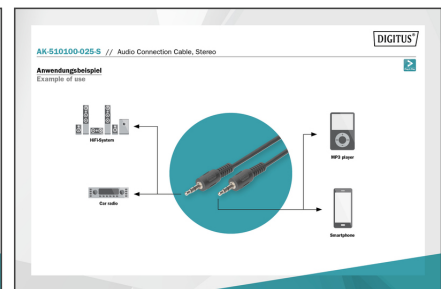 DIGITUS®
AK-510100-025-S // Audio Connection Cable, Stereo
Anwendungsbeispiel
Example of use
HiFi-System
MP3 player
Car radio
Smartphone